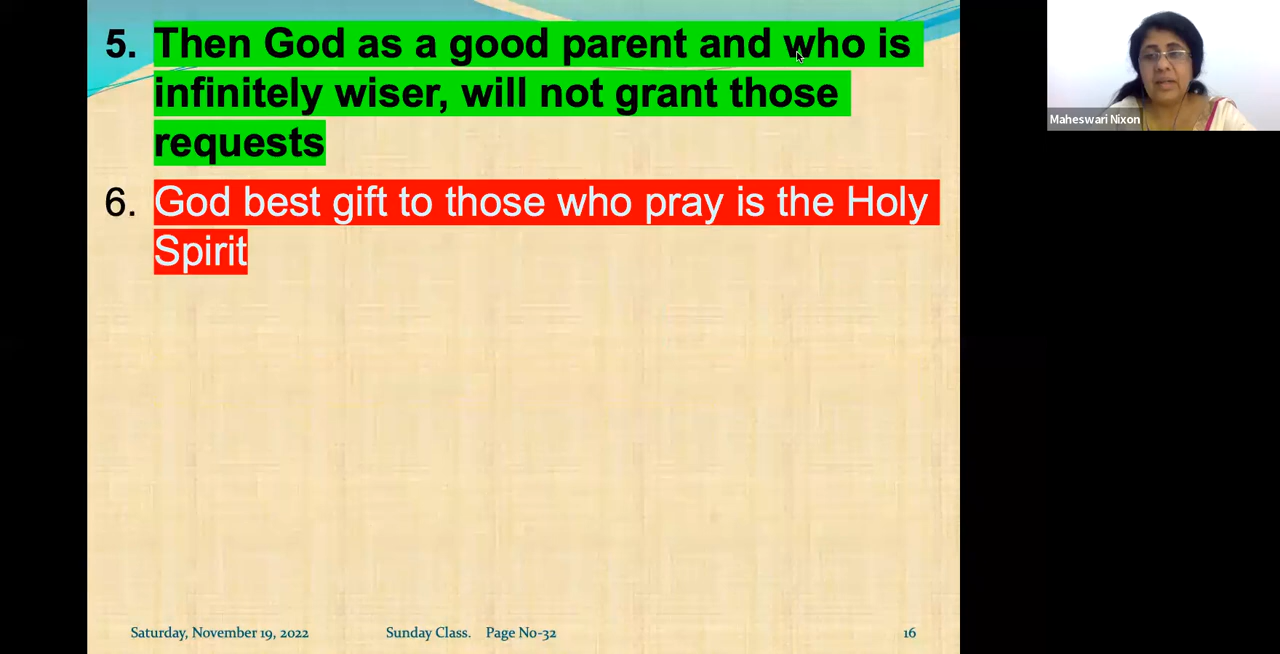 5. Then God as a good parent and who is
infinitely wiser, will not grant those
requests
6. God best gift to those who pray is the Holy
Spirit
Maheswari Nixon
Saturday, November 19, 2022 Sunday Class. Page No-32 16